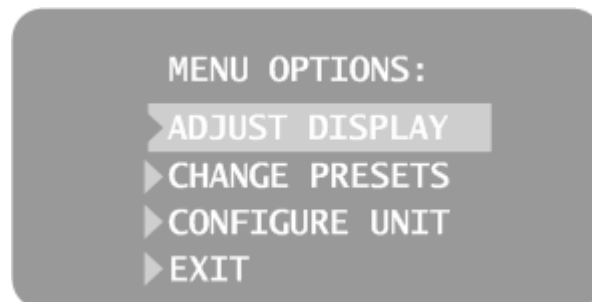 MENU OPTIONS:
ADJUST DISPLAY
CHANGE PRESETS
CONFIGURE UNIT
EXIT